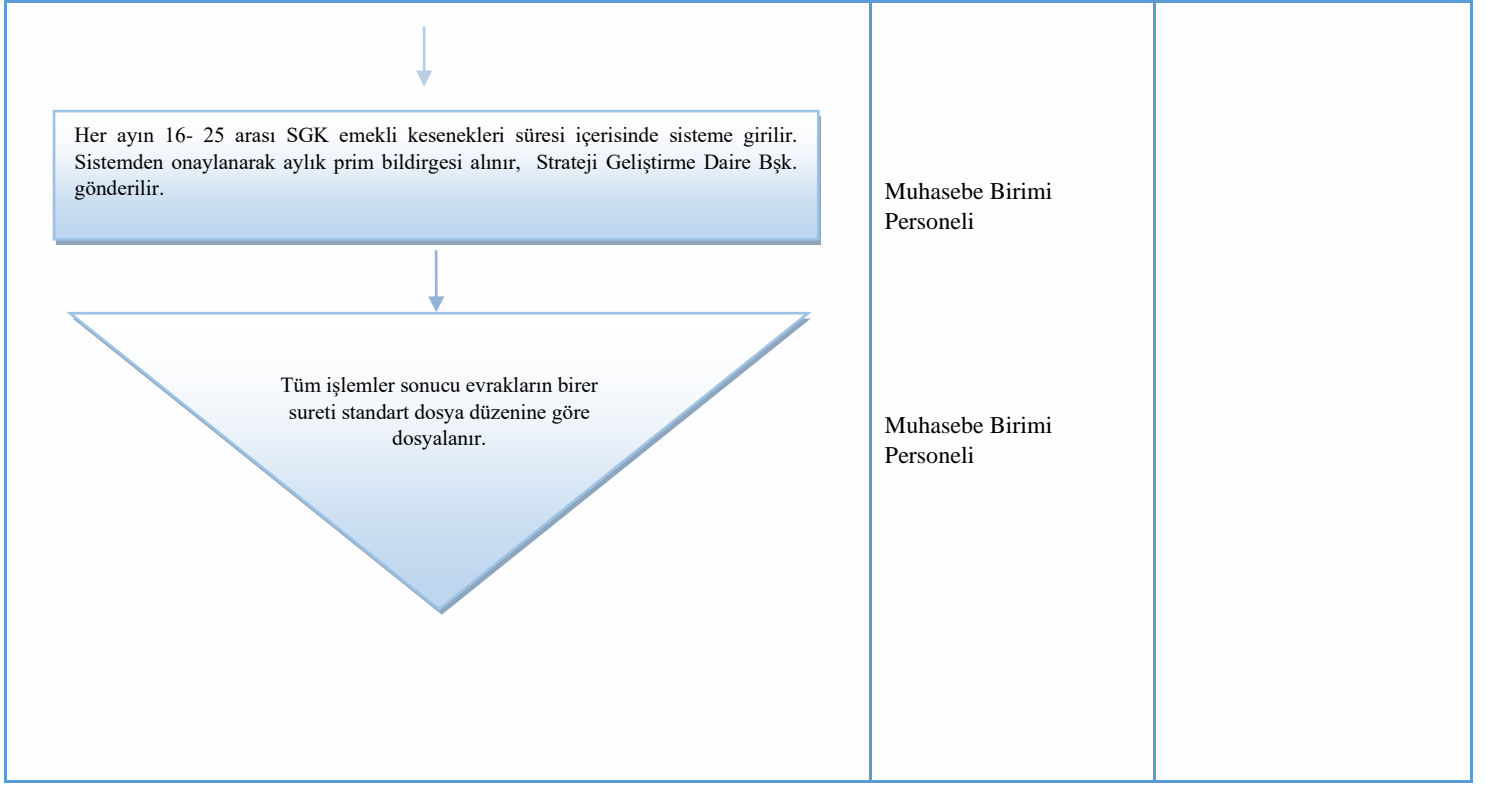 Her ayın 16- 25 arası SGK emekli kesenekleri süresi içerisinde sisteme girilir.
Sistemden onaylanarak aylık prim bildirgesi alınır, Strateji Geliştirme Daire Bşk.
gönderilir.
Muhasebe Birimi
Personeli
Tüm işlemler sonucu evrakların birer
sureti standart dosya düzenine göre
dosyalanır.
Muhasebe Birimi
Personeli